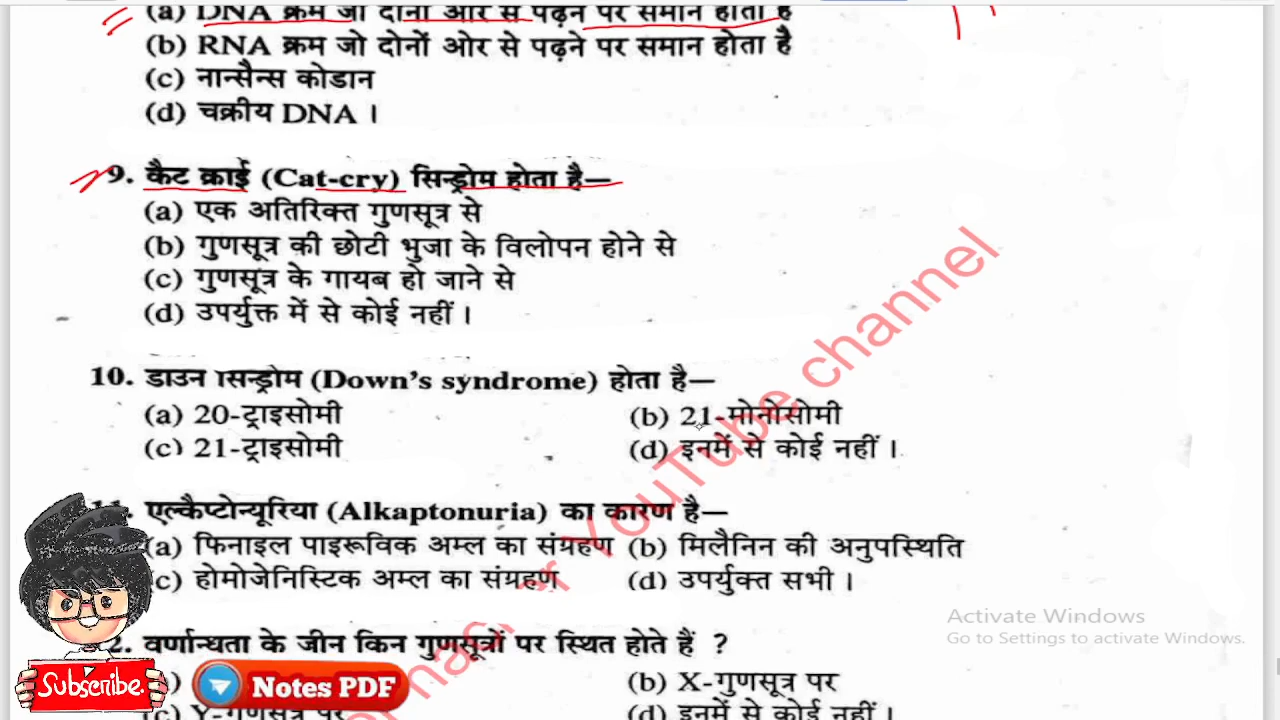 (a) DNA क्रम जो दोनों ओर से पढ़ने पर समान होता है
(b) RNA क्रम जो दोनों ओर से पढ़ने पर समान होता है
(c) नान्सैन्स कोडान
(d) चक्रीय DNA ।
9. कैट क्राई (Cat-cry) सिन्ड्रोम होता है—
(a) एक अतिरिक्त गुणसूत्र से
(b) गुणसूत्र की छोटी भुजा के विलोपन होने से
(c) गुणसूत्र के गायब हो जाने से
(d) उपर्युक्त में से कोई नहीं ।
10. डाउन सिन्ड्रोम (Down's syndrome) होता है—
(a) 20-ट्राइसोमी (b) 21-मोनोसोमी
(c) 21-ट्राइसोमी (d) इनमें से कोई नहीं ।
एल्कैप्टोन्यूरिया (Alkaptonuria) का कारण है—
(a) फिनाइल पाइरूविक अम्ल का संग्रहण (b) मिलैनिन की अनुपस्थिति
(c) होमोजेनिस्टिक अम्ल का संग्रहण (d) उपर्युक्त सभी ।
2. वर्णान्धता के जीन किन गुणसूत्रों पर स्थित होते हैं ?
(b) X-गुणसूत्र पर
Y-गुणसूत्र पर (d) इनमें से कोई नहीं ।
YouTube channel
Activate Windows
Go to Settings to activate Windows.
Subscribe.
Notes PDF